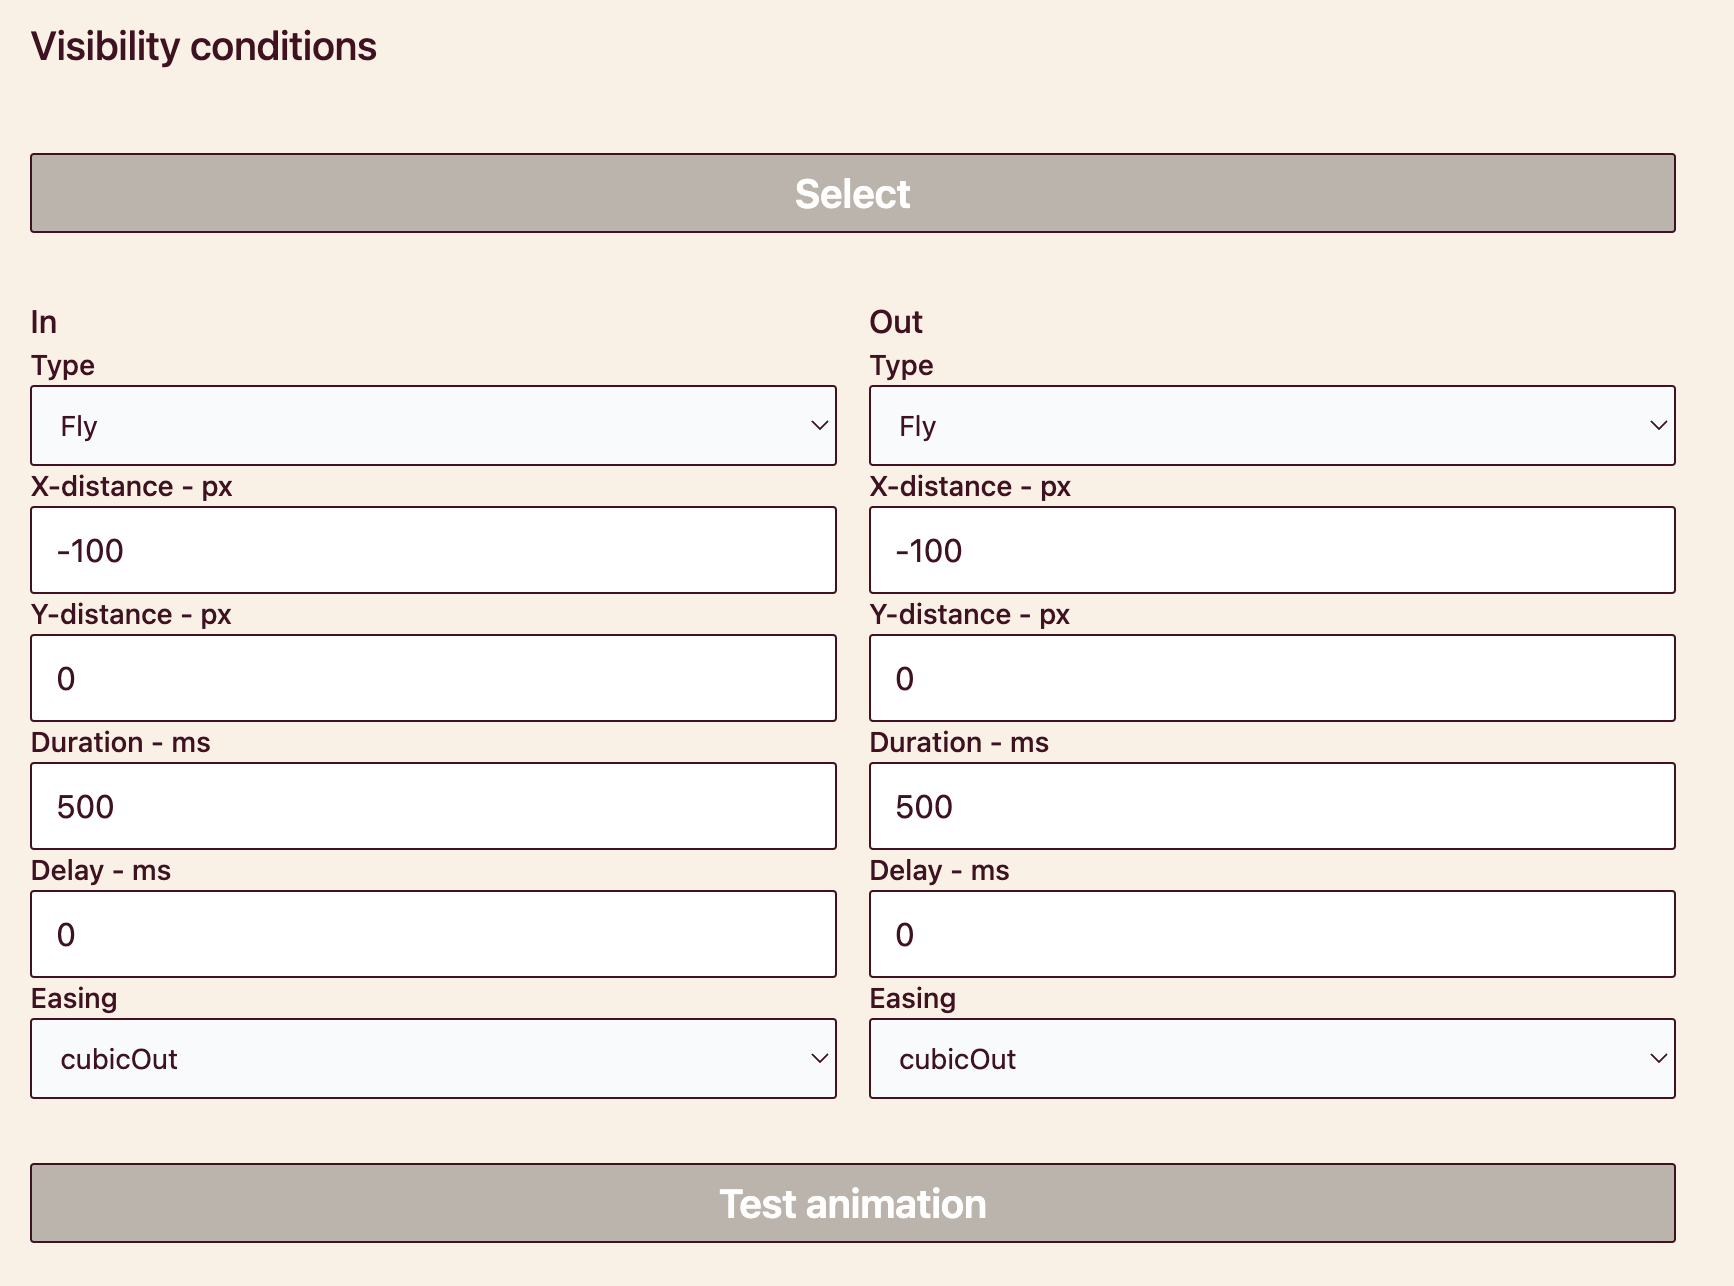 Visibility conditions
Select
In
Type
Fly
X-distance - px
-100
Y-distance - px
0
Duration - ms
500
Delay - ms
0
Easing
cubicOut
Out
Type
Fly
X-distance - px
-100
Y-distance - px
0
Duration - ms
500
Delay - ms
0
Easing
cubicOut
Test animation